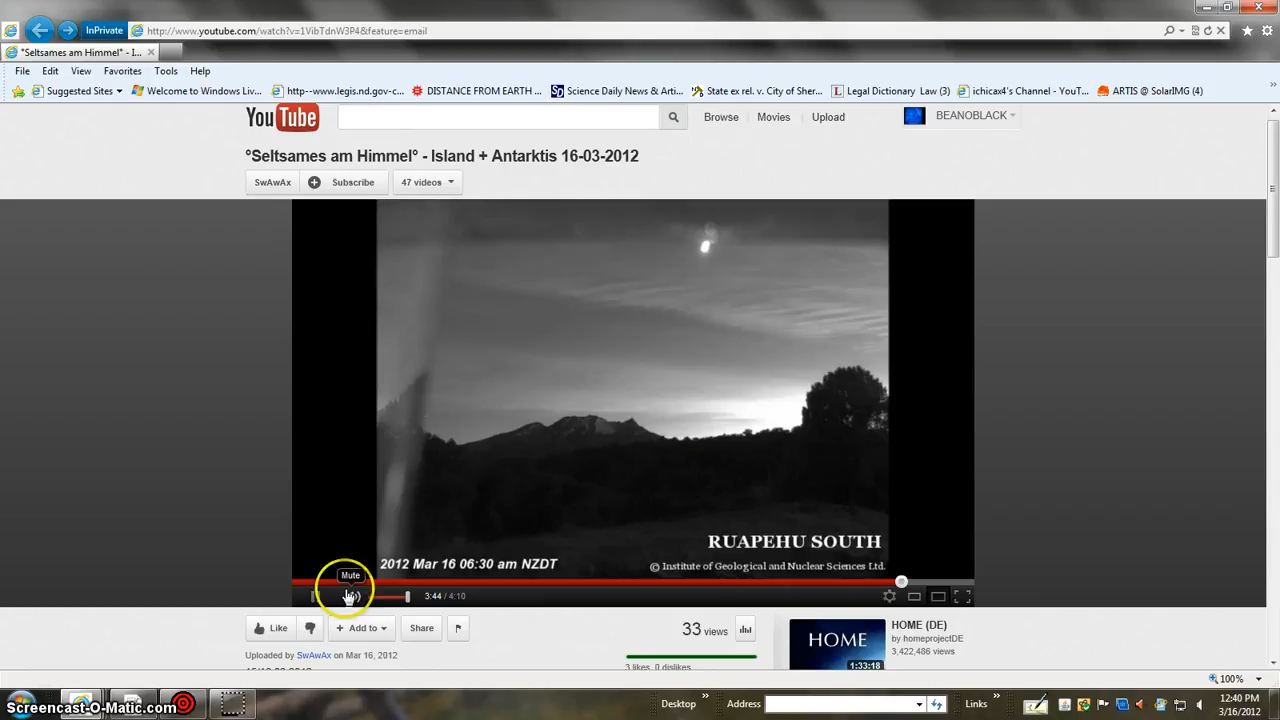 InPrivate
http://www.youtube.com/watch?v=1VibTdnW3P4&feature=email
"Seltsames am Himmel" - I...
File Edit View Favorites Tools Help
Suggested Sites Welcome to Windows Liv... http--www.legis.nd.gov-c... DISTANCE FROM EARTH ... Science Daily News & Arti... State ex rel. v. City of Sher... Legal Dictionary Law (3) ichicax4's Channel - YouT... ARTIS @ SolarIMG (4)
YouTube Browse Movies Upload BEANOBLACK
°Seltsames am Himmel° - Island + Antarktis 16-03-2012
SwAwAx Subscribe 47 videos
RUAPEHU SOUTH
2012 Mar 16 06:30 am NZDT
© Institute of Geological and Nuclear Sciences Ltd.
Mute
3:44 / 4:10
Like Add to Share
33 views
HOME
1:33:18
HOME (DE)
by homeprojectDE
3,422,486 views
Uploaded by SwAwAx on Mar 16, 2012
3 likes, 0 dislikes
100%
Screencast-O-Matic.com
Desktop Address Links
12:40 PM
3/16/2012